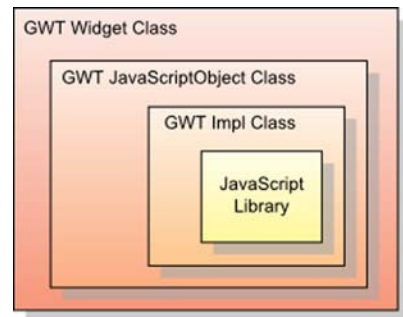 GWT Widget Class
GWT JavaScriptObject Class
GWT Impl Class
JavaScript
Library